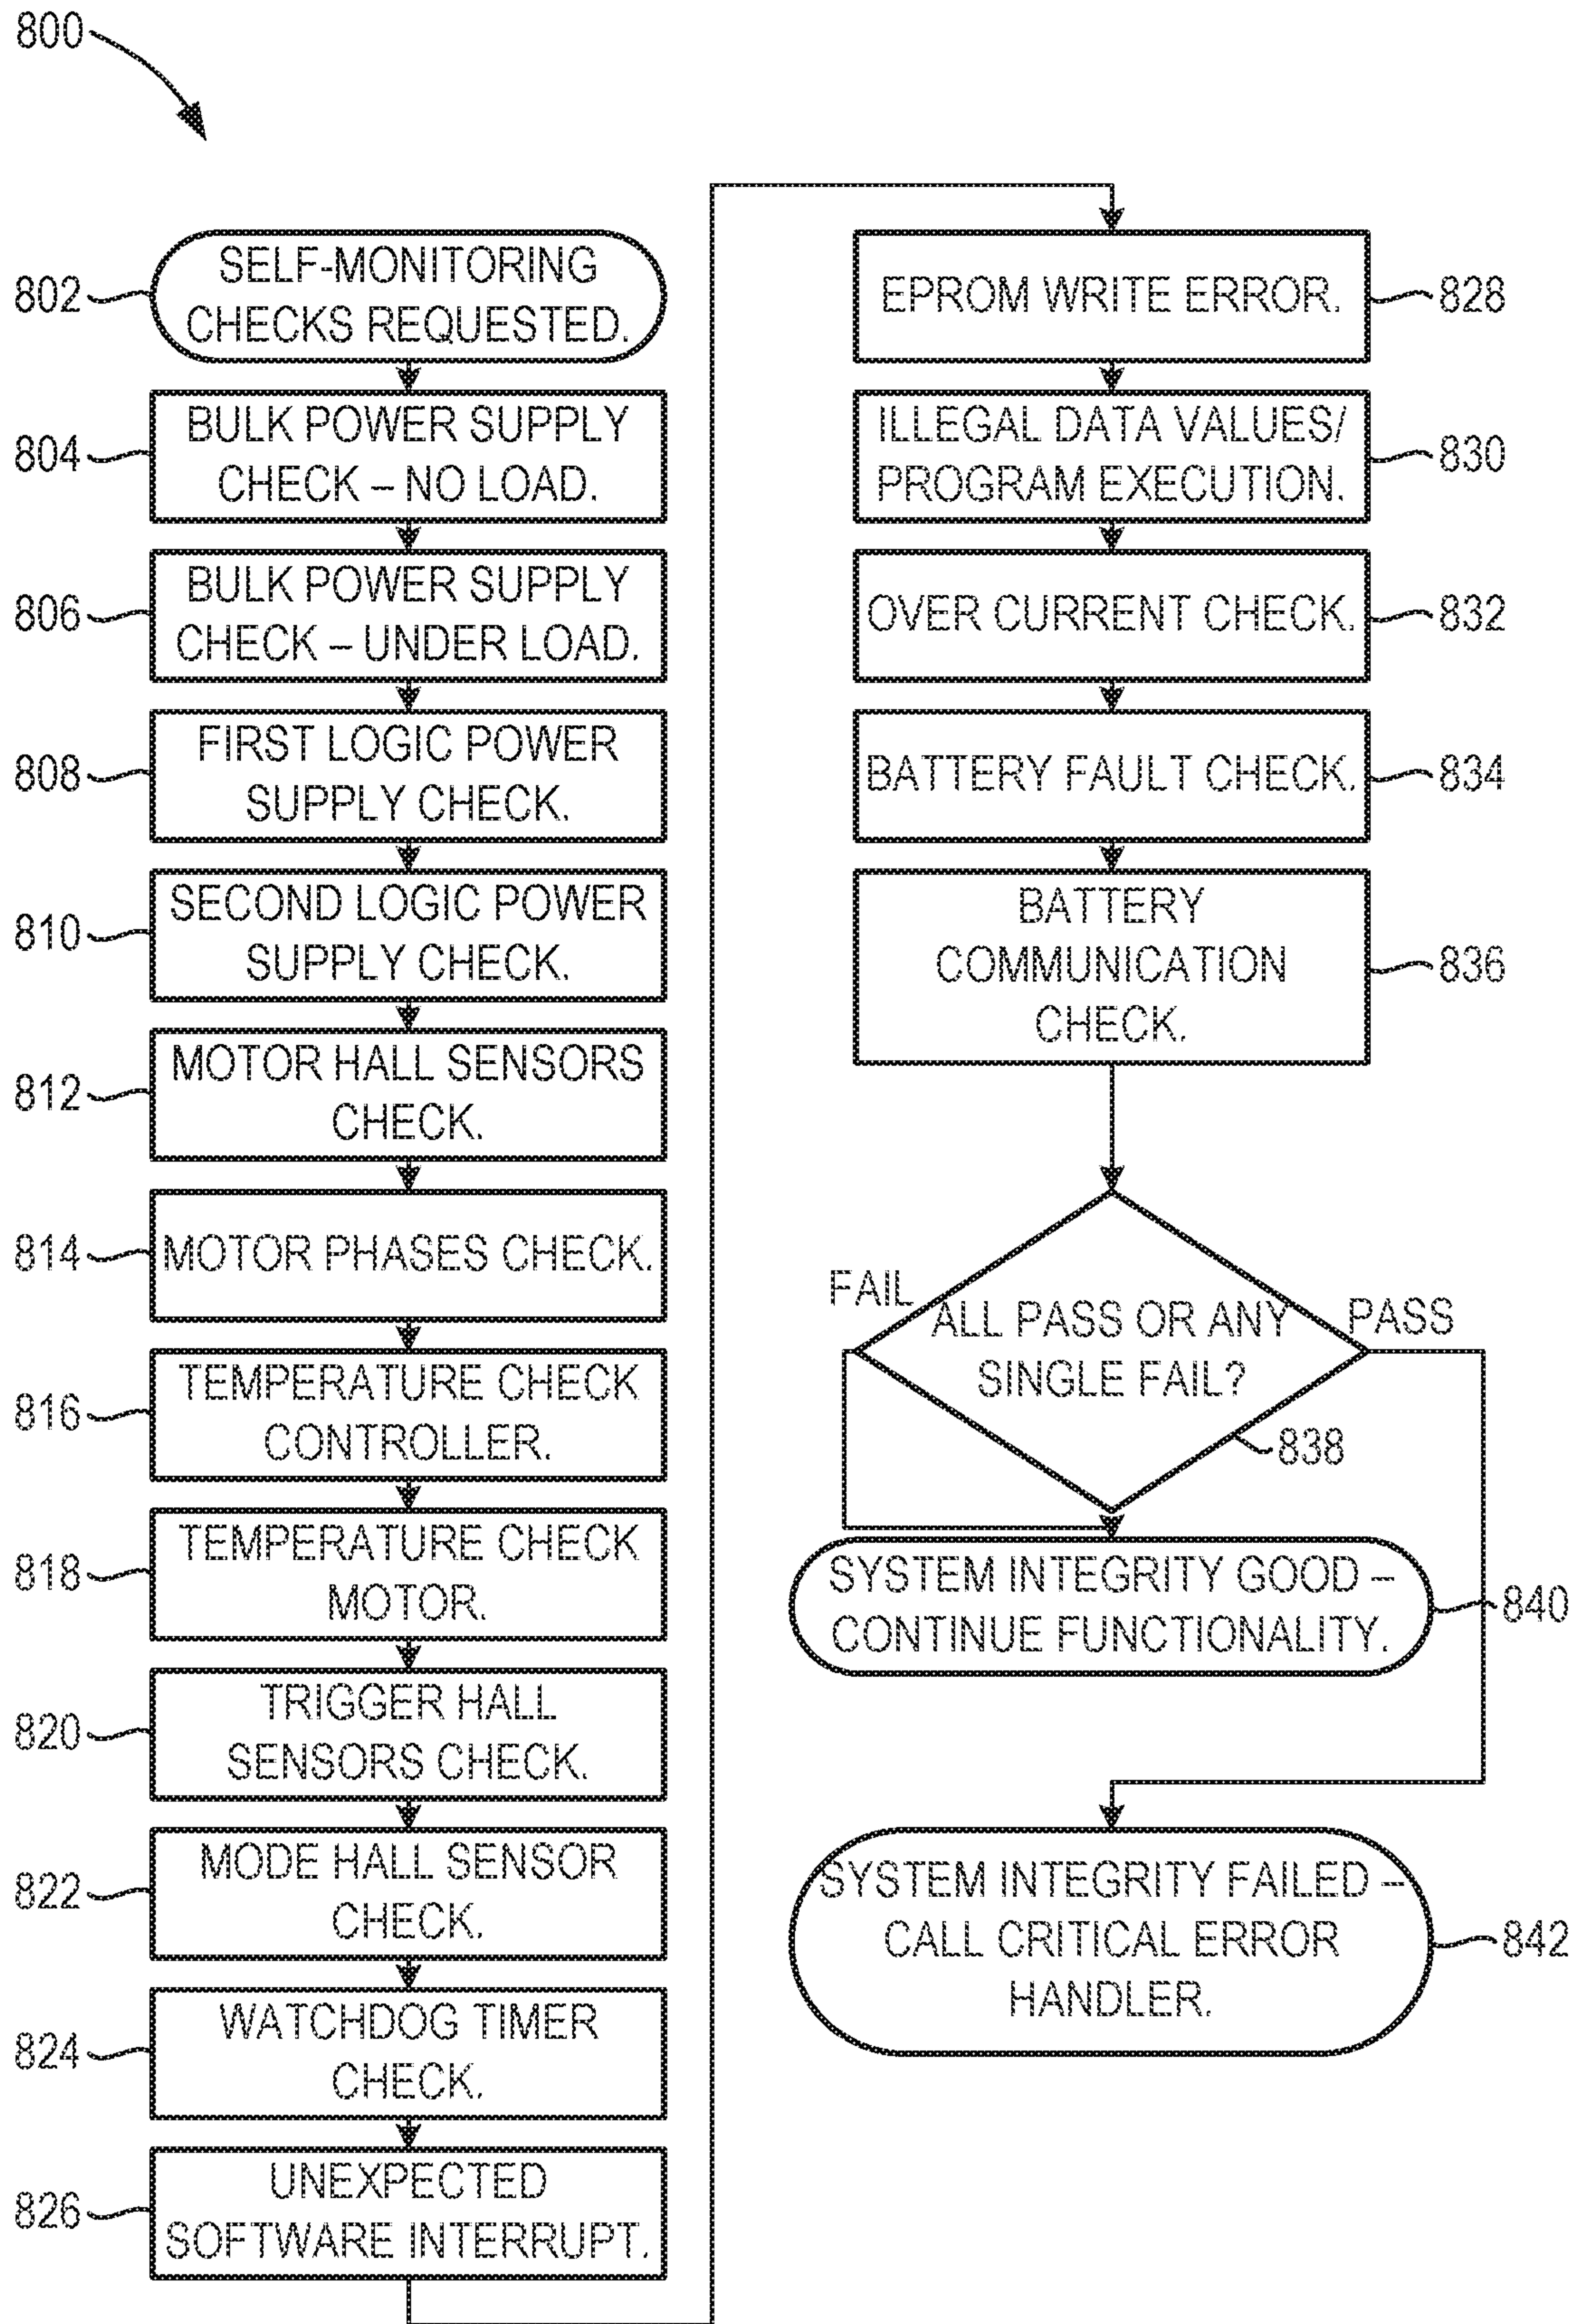 800
802
SELF-MONITORING
CHECKS REQUESTED.
804
BULK POWER SUPPLY
CHECK – NO LOAD.
806
BULK POWER SUPPLY
CHECK – UNDER LOAD.
808
FIRST LOGIC POWER
SUPPLY CHECK.
810
SECOND LOGIC POWER
SUPPLY CHECK.
812
MOTOR HALL SENSORS
CHECK.
814
MOTOR PHASES CHECK.
816
TEMPERATURE CHECK
CONTROLLER.
818
TEMPERATURE CHECK
MOTOR.
820
TRIGGER HALL
SENSORS CHECK.
822
MODE HALL SENSOR
CHECK.
824
WATCHDOG TIMER
CHECK.
826
UNEXPECTED
SOFTWARE INTERRUPT.
EPROM WRITE ERROR.
828
ILLEGAL DATA VALUES/
PROGRAM EXECUTION.
830
OVER CURRENT CHECK.
832
BATTERY FAULT CHECK.
834
BATTERY
COMMUNICATION
CHECK.
836
FAIL
ALL PASS OR ANY
SINGLE FAIL?
PASS
838
SYSTEM INTEGRITY GOOD –
CONTINUE FUNCTIONALITY.
840
SYSTEM INTEGRITY FAILED –
CALL CRITICAL ERROR
HANDLER.
842